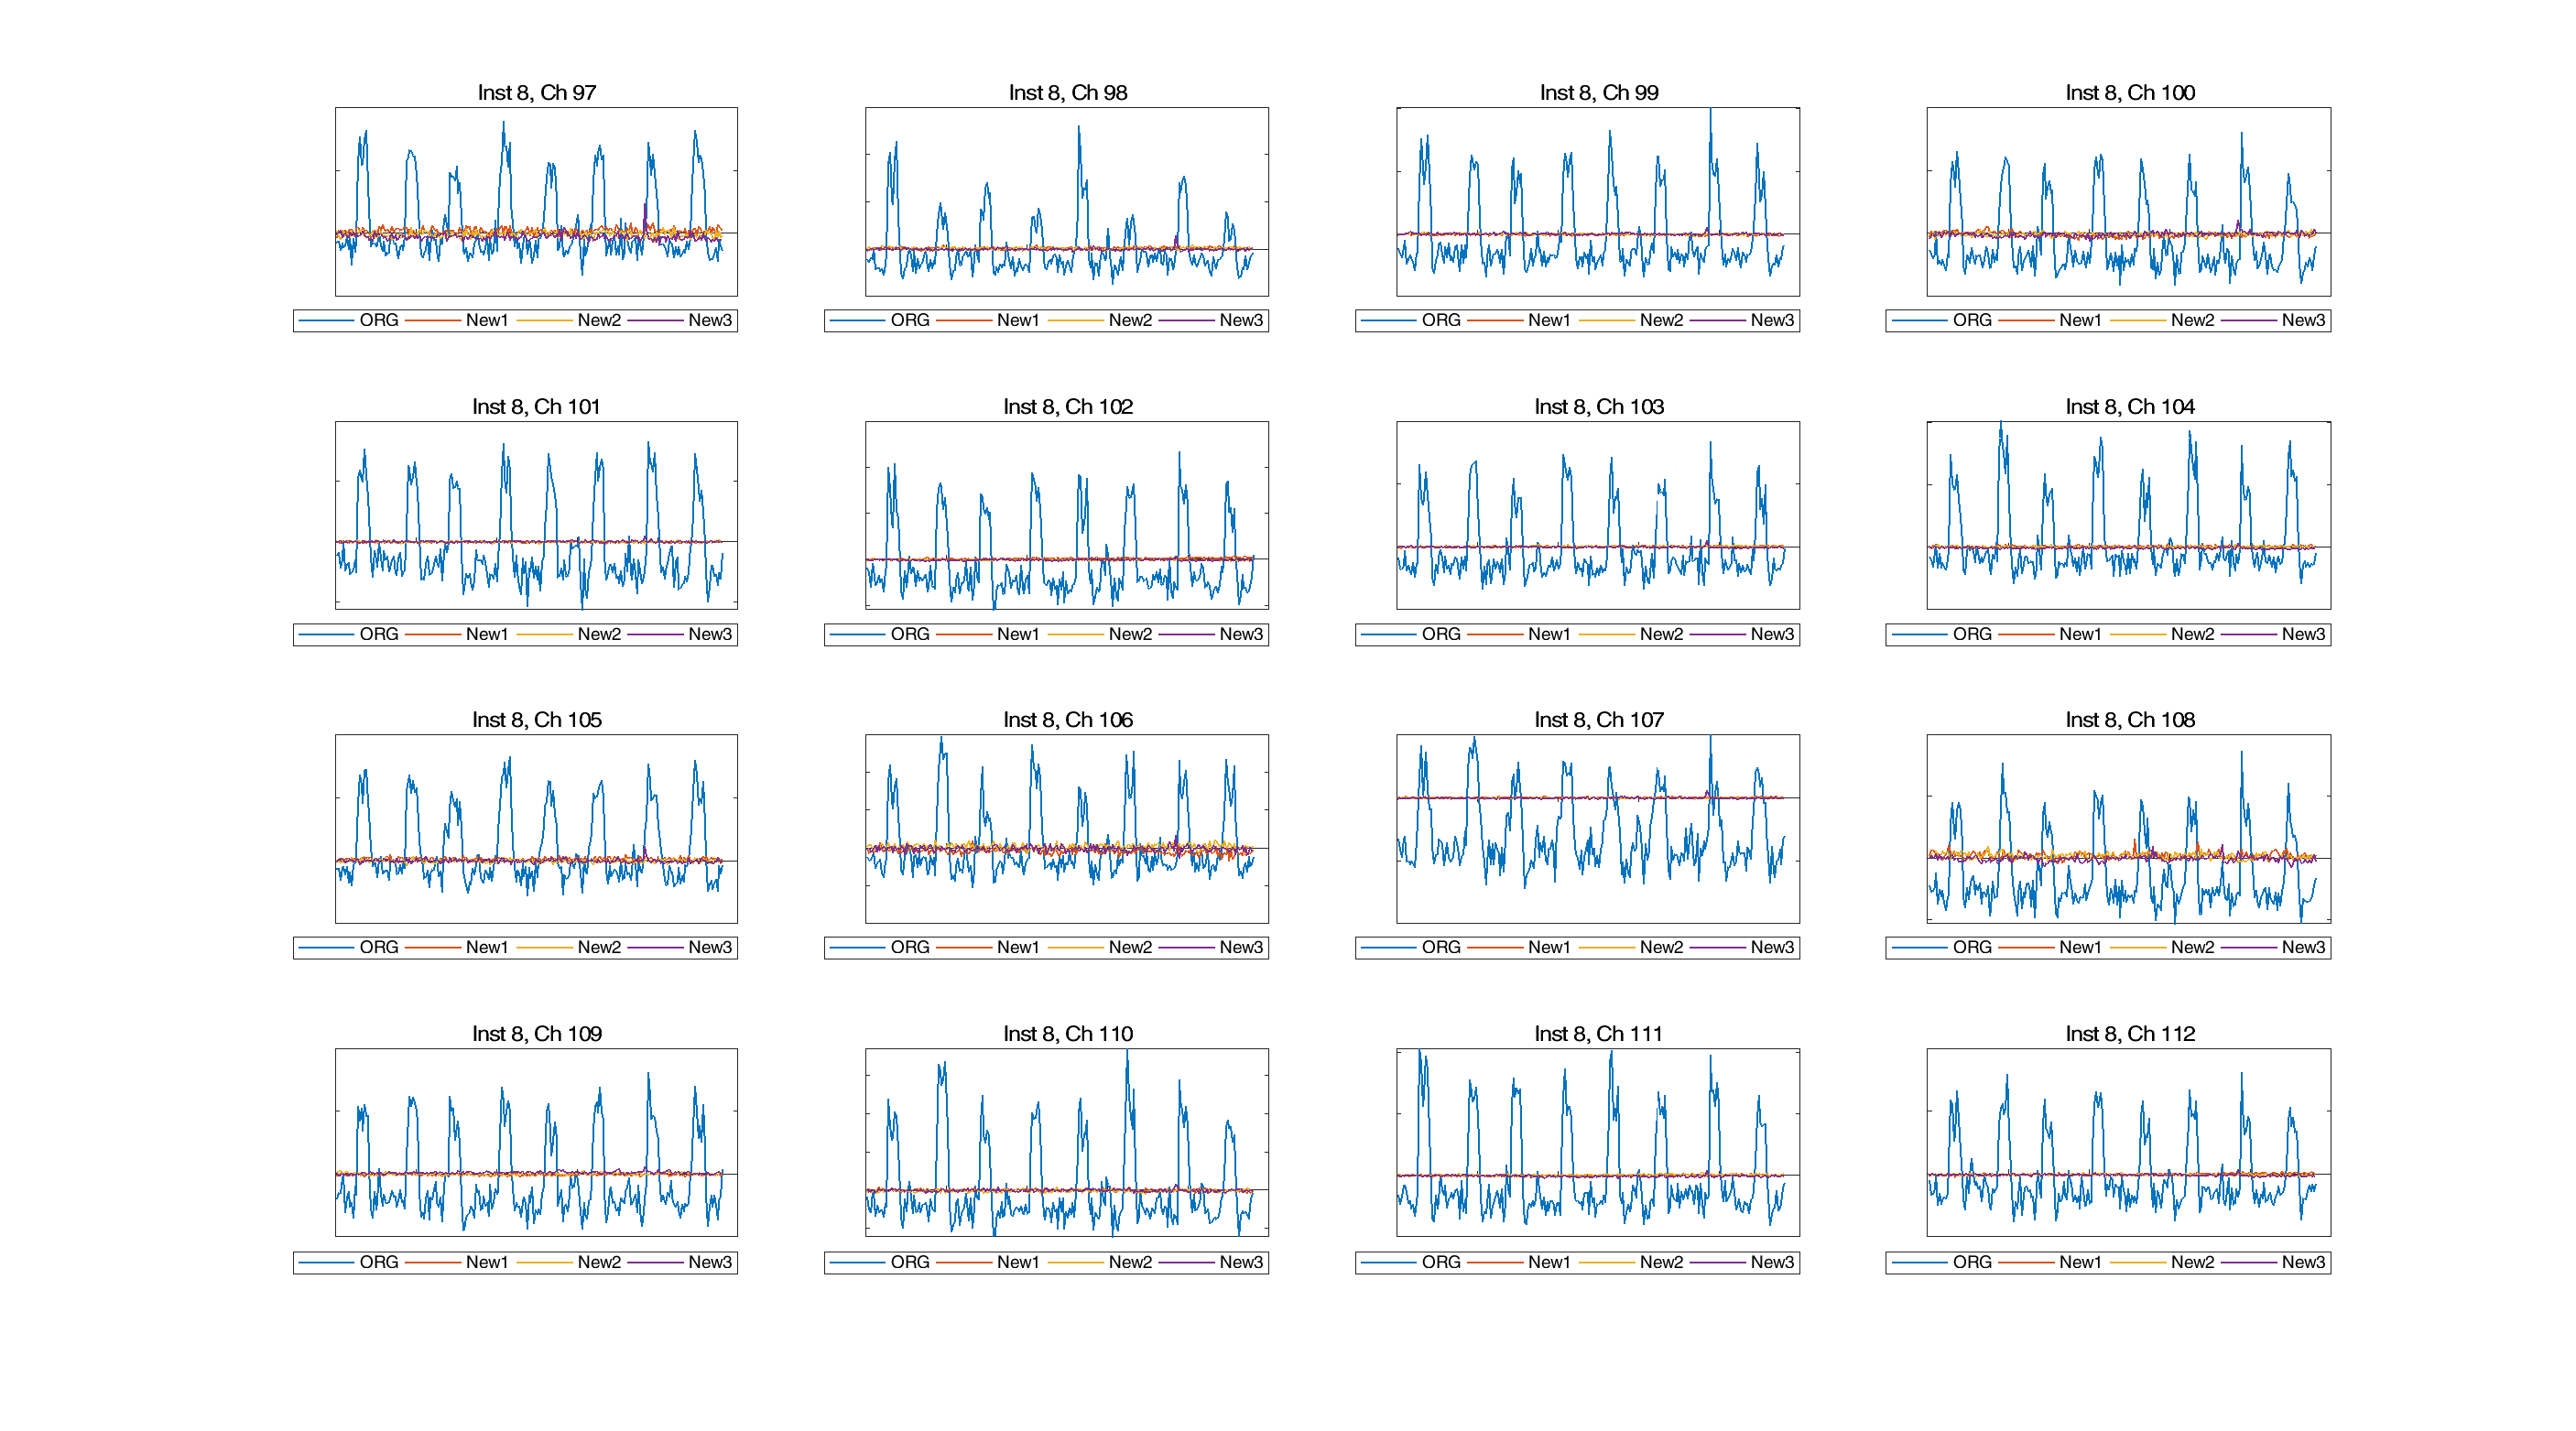 Inst 8, Ch 97
Inst 8, Ch 98
Inst 8, Ch 99
Inst 8, Ch 100
ORG New1 New2 New3
ORG New1 New2 New3
ORG New1 New2 New3
ORG New1 New2 New3
Inst 8, Ch 101
Inst 8, Ch 102
Inst 8, Ch 103
Inst 8, Ch 104
ORG New1 New2 New3
ORG New1 New2 New3
ORG New1 New2 New3
ORG New1 New2 New3
Inst 8, Ch 105
Inst 8, Ch 106
Inst 8, Ch 107
Inst 8, Ch 108
ORG New1 New2 New3
ORG New1 New2 New3
ORG New1 New2 New3
ORG New1 New2 New3
Inst 8, Ch 109
Inst 8, Ch 110
Inst 8, Ch 111
Inst 8, Ch 112
ORG New1 New2 New3
ORG New1 New2 New3
ORG New1 New2 New3
ORG New1 New2 New3